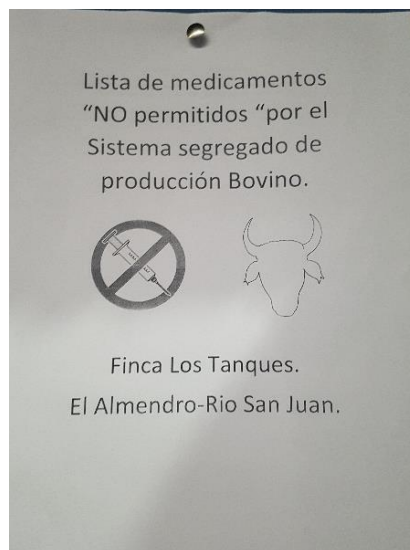 Lista de medicamentos
“NO permitidos “por el
Sistema segregado de
producción Bovino.
Finca Los Tanques.
El Almendro-Rio San Juan.